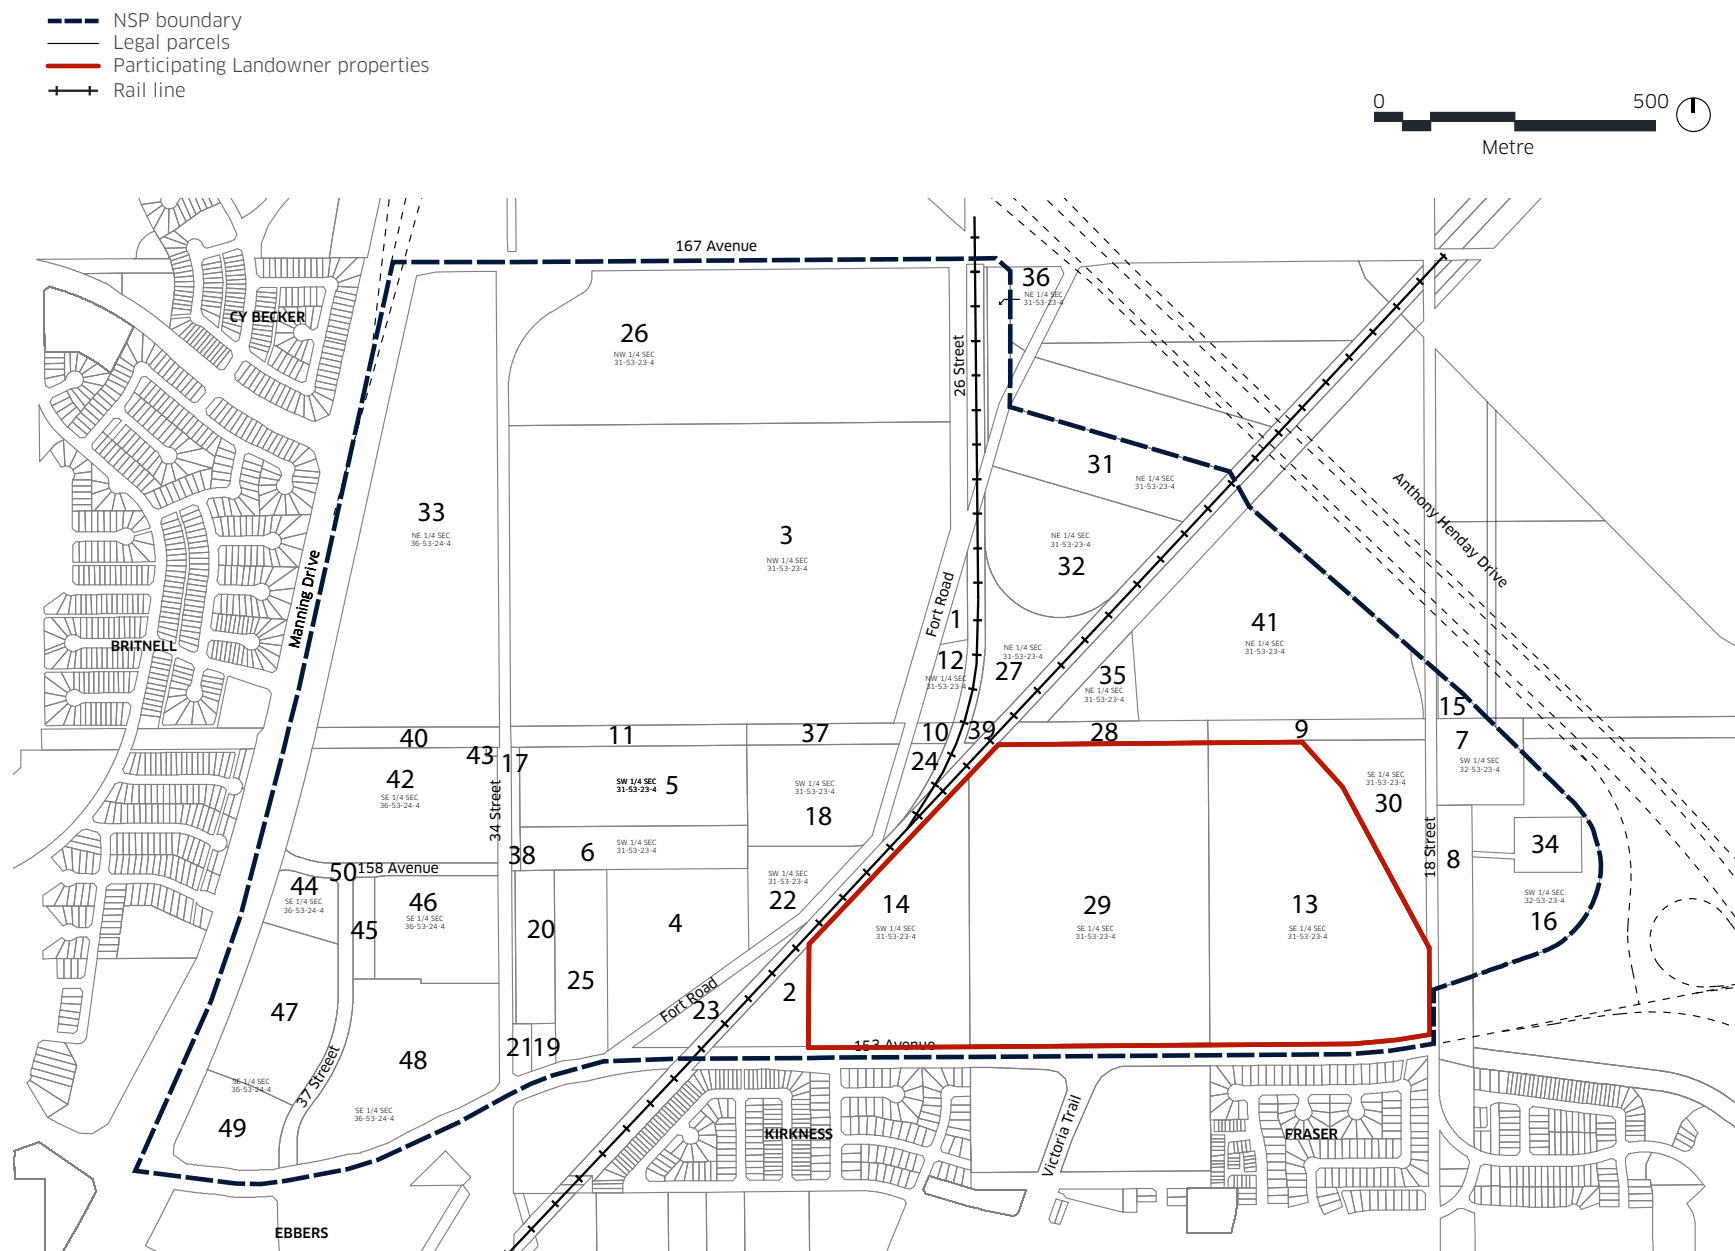 NSP boundary
Legal parcels
Participating Landowner properties
Rail line
0 500
Metre
167 Avenue
36
NE 1/4 SEC
31-53-23-4
CY BECKER
26
NW 1/4 SEC
31-53-23-4
26 Street
31
NE 1/4 SEC
31-53-23-4
33
NE 1/4 SEC
36-53-24-4
3
NW 1/4 SEC
31-53-23-4
NE 1/4 SEC
31-53-23-4
32
Anthony Henday Drive
Manning Drive
Fort Road
1
41
NE 1/4 SEC
31-53-23-4
BRITNELL
12
NW 1/4 SEC
31-53-23-4
NE 1/4 SEC
31-53-23-4
27
35
NE 1/4 SEC
31-53-23-4
15
40
11
37
10
39
28
9
7
SW 1/4 SEC
32-53-23-4
43
17
24
42
SE 1/4 SEC
36-53-24-4
SW 1/4 SEC
31-53-23-4
5
SW 1/4 SEC
31-53-23-4
18
SE 1/4 SEC
31-53-23-4
30
34 Street
18 Street
38
6
SW 1/4 SEC
31-53-23-4
8
34
50
158 Avenue
44
SE 1/4 SEC
36-53-24-4
45
46
SE 1/4 SEC
36-53-24-4
20
4
SW 1/4 SEC
31-53-23-4
22
14
SW 1/4 SEC
31-53-23-4
29
SE 1/4 SEC
31-53-23-4
13
SE 1/4 SEC
31-53-23-4
SW 1/4 SEC
32-53-23-4
16
25
2
Fort Road
23
47
21
19
153 Avenue
48
37 Street
SE 1/4 SEC
36-53-24-4
SE 1/4 SEC
36-53-24-4
49
KIRKNESS
Victoria Trail
FRASER
EBBERS